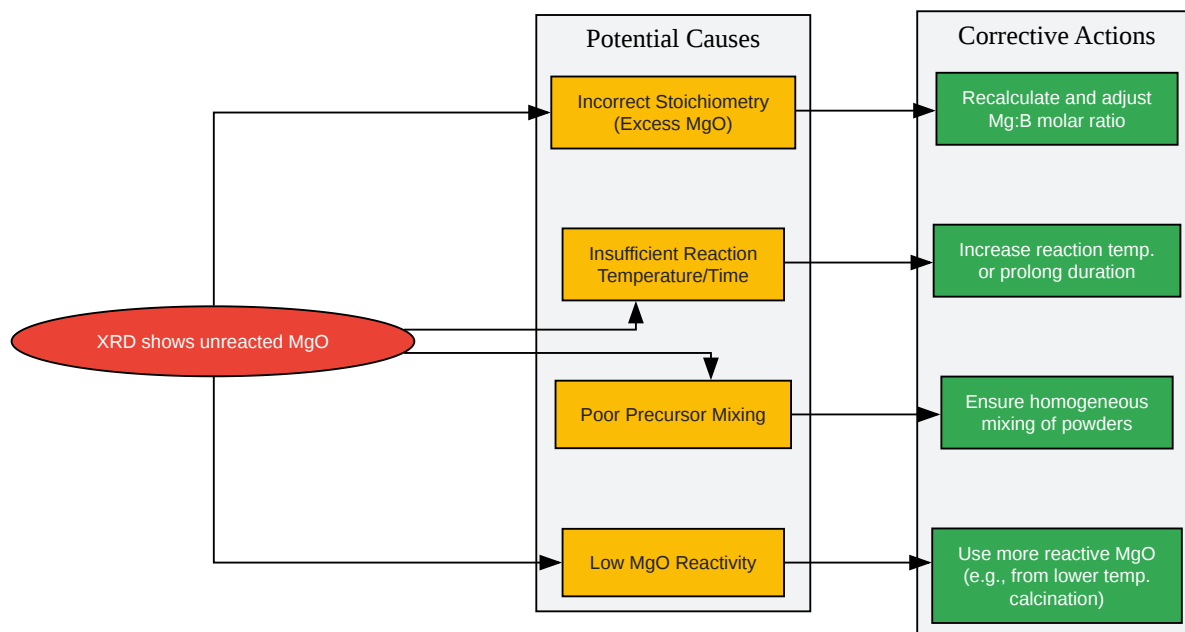 Potential Causes
Corrective Actions
Incorrect Stoichiometry
(Excess MgO)
Recalculate and adjust
Mg:B molar ratio
Insufficient Reaction
Temperature/Time
Increase reaction temp.
or prolong duration
XRD shows unreacted MgO
Poor Precursor Mixing
Ensure homogeneous
mixing of powders
Low MgO Reactivity
Use more reactive MgO
(e.g., from lower temp.
calcination)